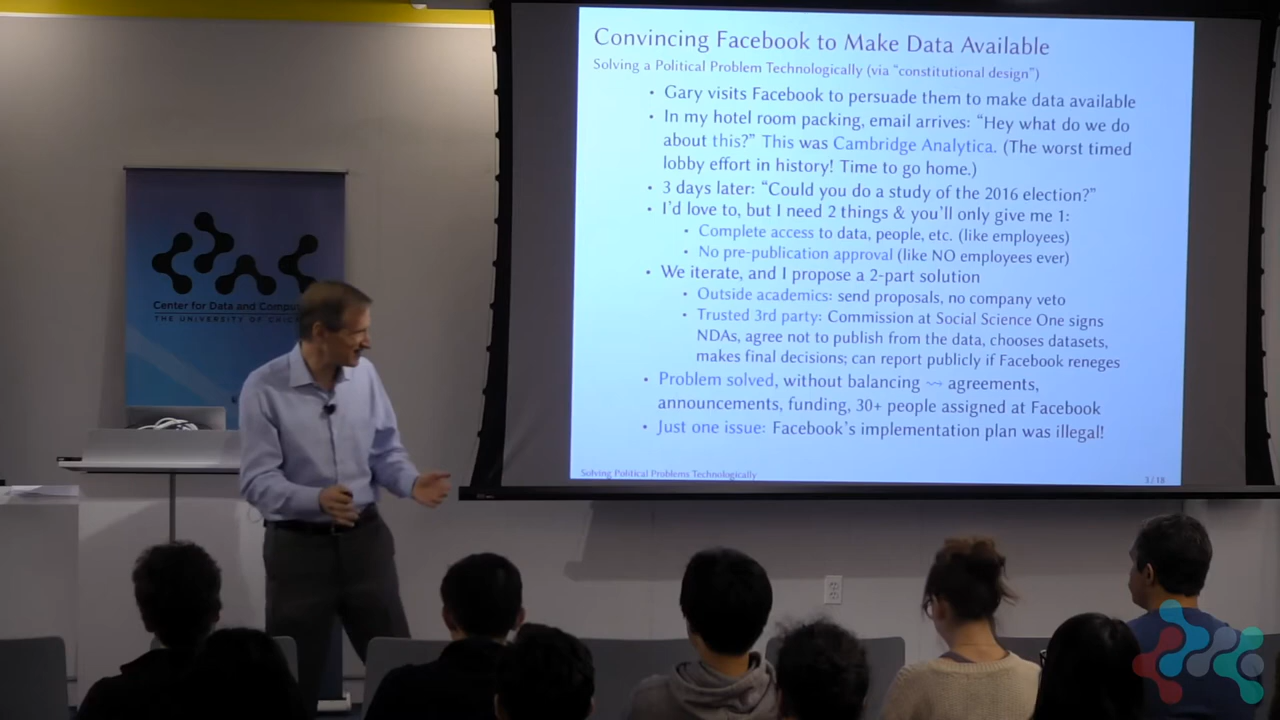 Convincing Facebook to Make Data Available
Solving a Political Problem Technologically (via “constitutional design”)
• Gary visits Facebook to persuade them to make data available
• In my hotel room packing, email arrives: “Hey what do we do
about this?” This was Cambridge Analytica. (The worst timed
lobby effort in history! Time to go home.)
• 3 days later: “Could you do a study of the 2016 election?”
• I’d love to, but I need 2 things & you’ll only give me 1:
• Complete access to data, people, etc. (like employees)
• No pre-publication approval (like NO employees ever)
• We iterate, and I propose a 2-part solution
• Outside academics: send proposals, no company veto
• Trusted 3rd party: Commission at Social Science One signs
NDAs, agree not to publish from the data, chooses datasets,
makes final decisions; can report publicly if Facebook reneges
• Problem solved, without balancing ⇝ agreements,
announcements, funding, 30+ people assigned at Facebook
• Just one issue: Facebook’s implementation plan was illegal!
Solving Political Problems Technologically
3 / 18
Center for Data and
THE UNIVERSITY OF